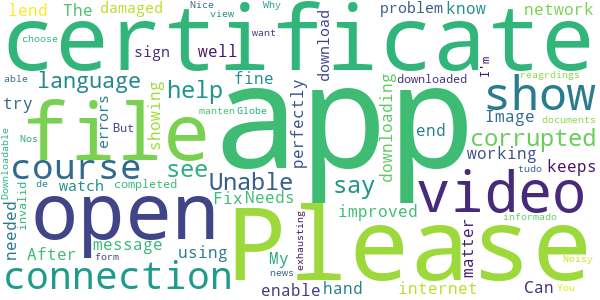 able lend The damaged problem know Nice view Why network
certificate
choose sign well download want I'm
try language errors showing help fine downloading perfectly downloaded reagrdings
file app show
But manten Globe Image able documents
Downloadable Nos course see end corrupted
invalid de watch completed Unable say working keeps
needed open Fix Needs video tudo
After message using improved matter informado
connection My Please
form news enable hand exhausting internet Can You Noisy